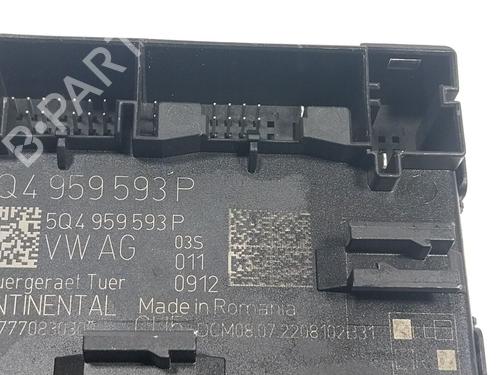 B-PARTS
Q4 959 593 P
5Q4 959 593 P
VW AG
03S
011
0912
uergeraet Tuer
NTINENTAL
Made in Romania
DCM08.07.2208102B31